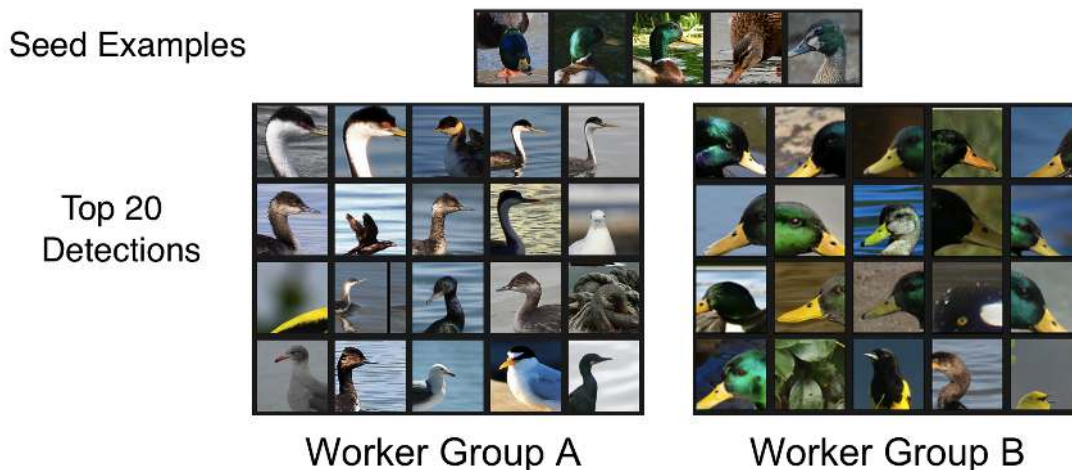 Seed Examples
Top 20
Detections
Worker Group A
Worker Group B